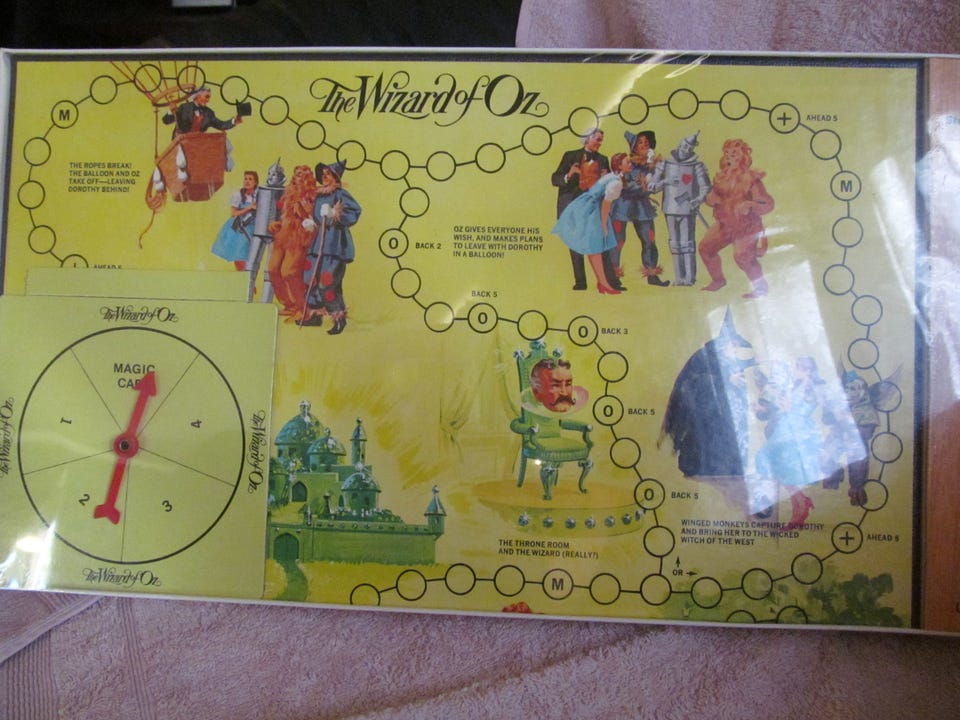 The Wizard of Oz
+ AHEAD 5
M
M
THE ROPES BREAK!
THE BALLOON AND OZ
TAKE OFF—LEAVING
DOROTHY BEHIND!
OZ GIVES EVERYONE HIS
WISH, AND MAKES PLANS
TO LEAVE WITH DOROTHY
IN A BALLOON!
O BACK 2
AHEAD 5
BACK 5
O
O BACK 3
O BACK 5
O BACK 5
WINGED MONKEYS CAPTURE DOROTHY
AND BRING HER TO THE WICKED
WITCH OF THE WEST
+ AHEAD 5
THE THRONE ROOM
AND THE WIZARD (REALLY?)
OR
M
The Wizard of Oz
MAGIC
CARD
1
4
2
3
The Wizard of Oz
The Wizard of Oz
The Wizard of Oz